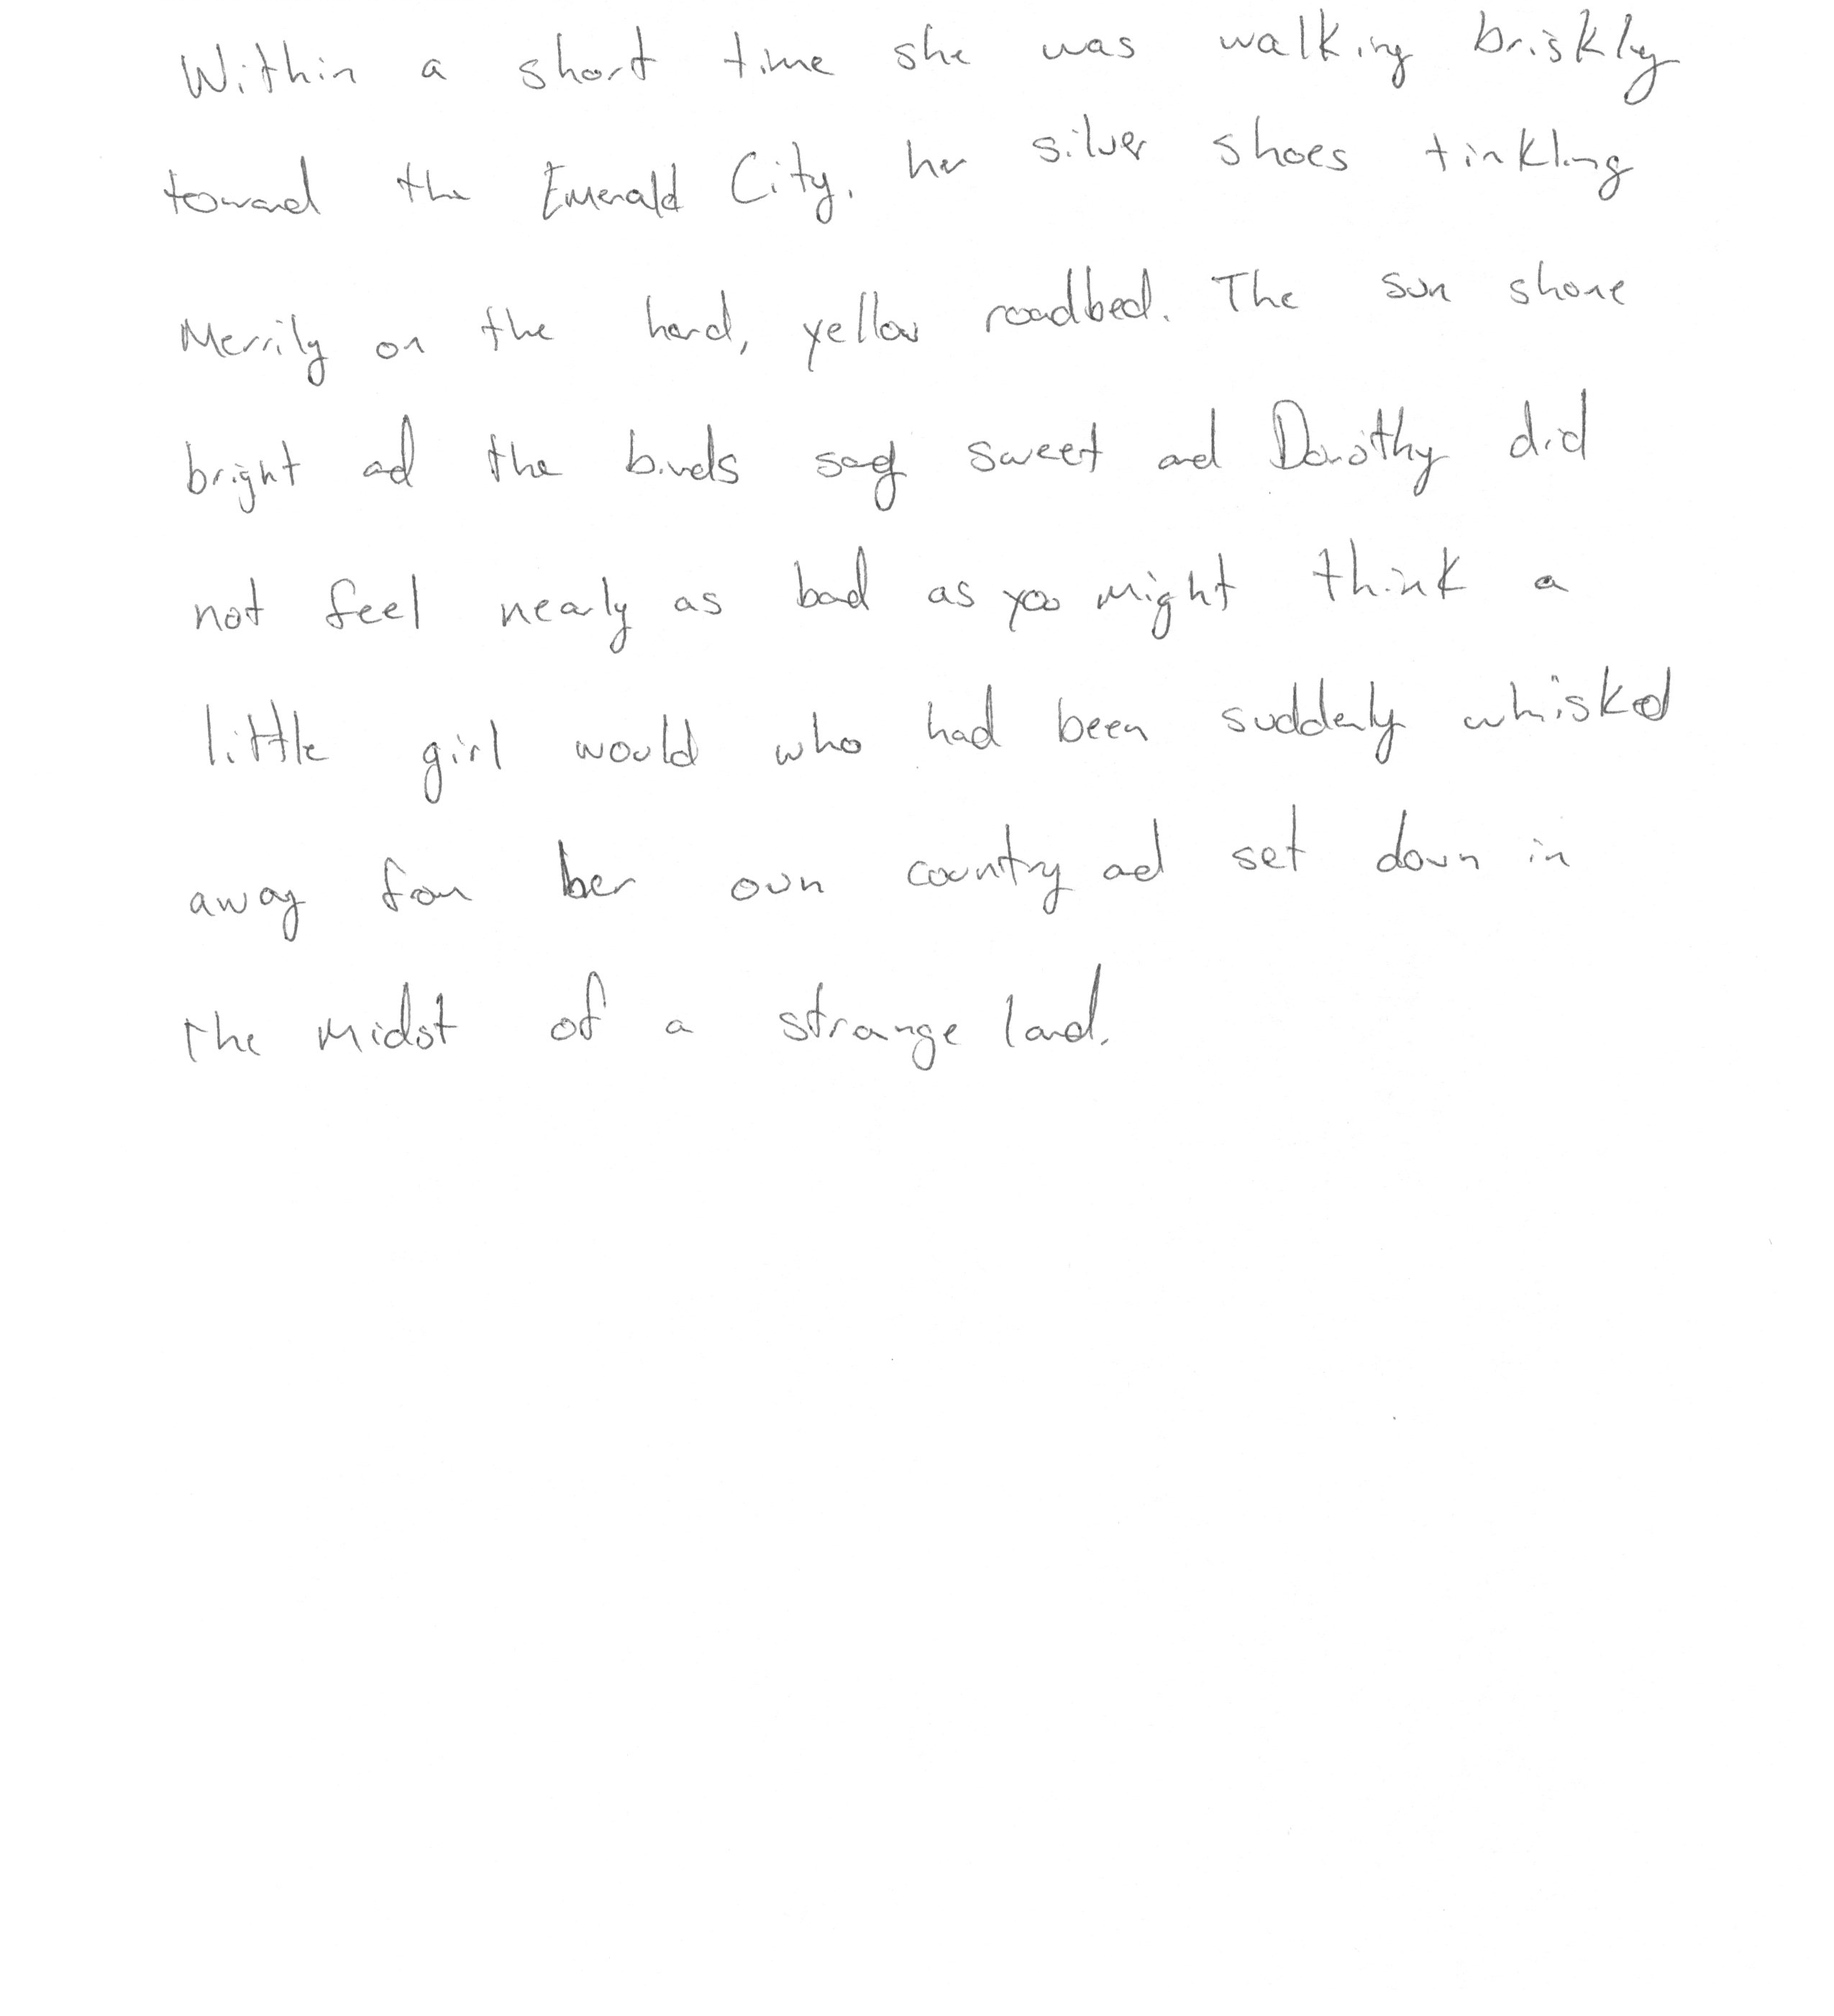 Within a short time she was walking briskly
toward the Emerald City, her silver shoes tinkling
merrily on the hard, yellow roadbed. The sun shone
bright and the birds sang sweet and Dorothy did
not feel nearly as bad as you might think a
little girl would who had been suddenly whisked
away from her own country and set down in
the midst of a strange land.